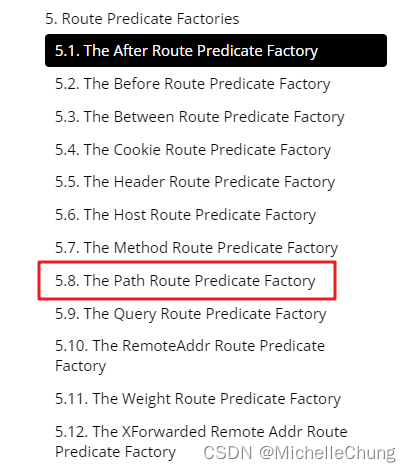 5. Route Predicate Factories
5.1. The After Route Predicate Factory
5.2. The Before Route Predicate Factory
5.3. The Between Route Predicate Factory
5.4. The Cookie Route Predicate Factory
5.5. The Header Route Predicate Factory
5.6. The Host Route Predicate Factory
5.7. The Method Route Predicate Factory
5.8. The Path Route Predicate Factory
5.9. The Query Route Predicate Factory
5.10. The RemoteAddr Route Predicate
Factory
5.11. The Weight Route Predicate Factory
5.12. The XForwarded Remote Addr Route
Predicate Factory
CSDN @MichelleChung